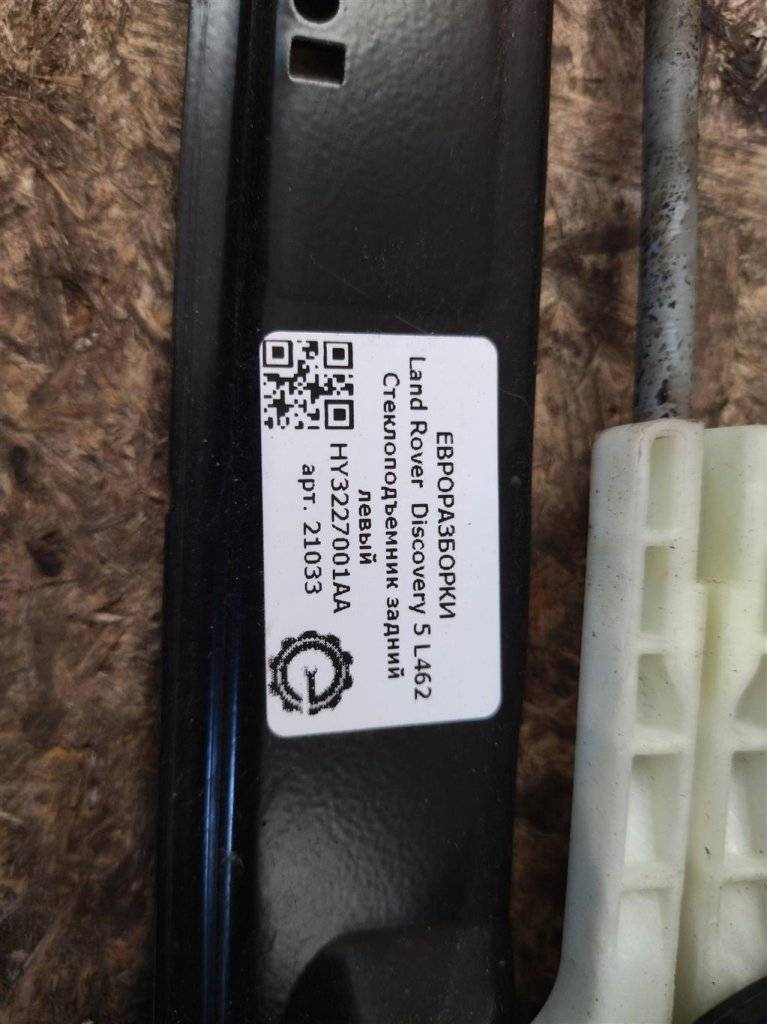 ЕВРОРАЗБОРКИ
Land Rover Discovery 5 L462
Стеклоподъемник задний
левый
HY3227001AA
арт. 21033